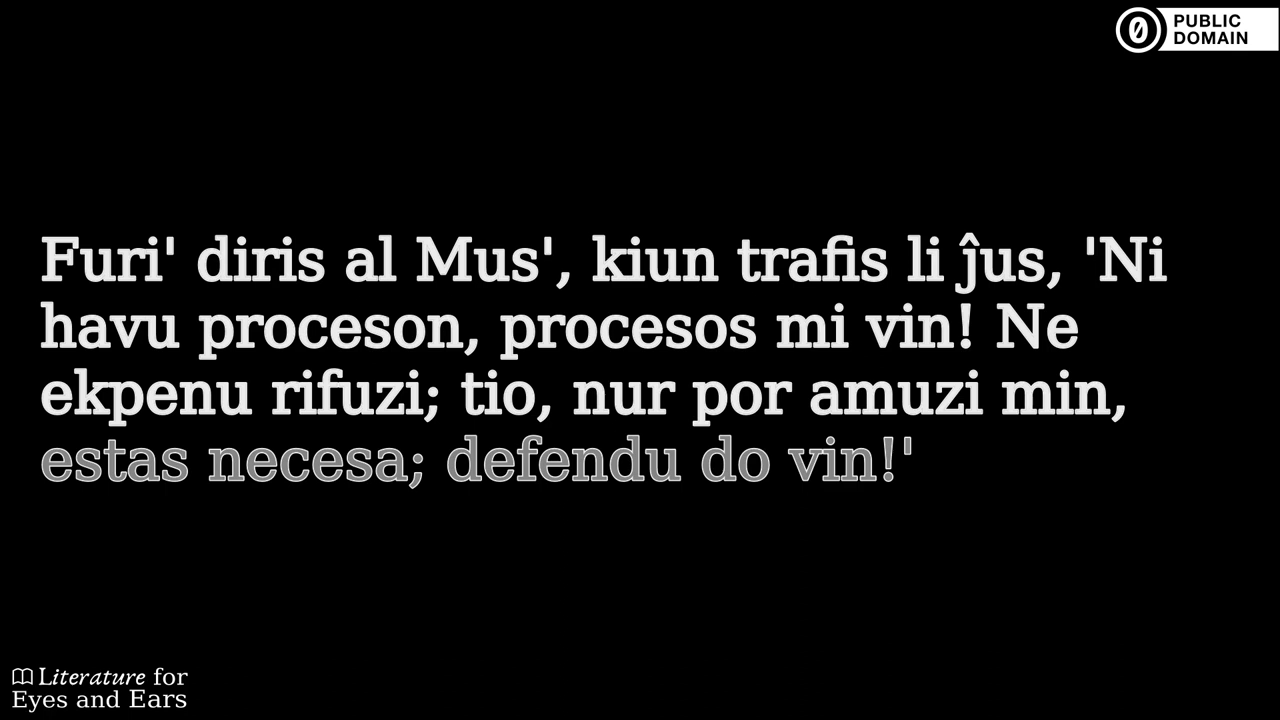 PUBLIC
DOMAIN
Furi' diris al Mus', kiun trafis li ĵus, 'Ni
havu proceson, procesos mi vin! Ne
ekpenu rifuzi; tio, nur por amuzi min,
estas necesa; defendu do vin!'
Literature for
Eyes and Ears